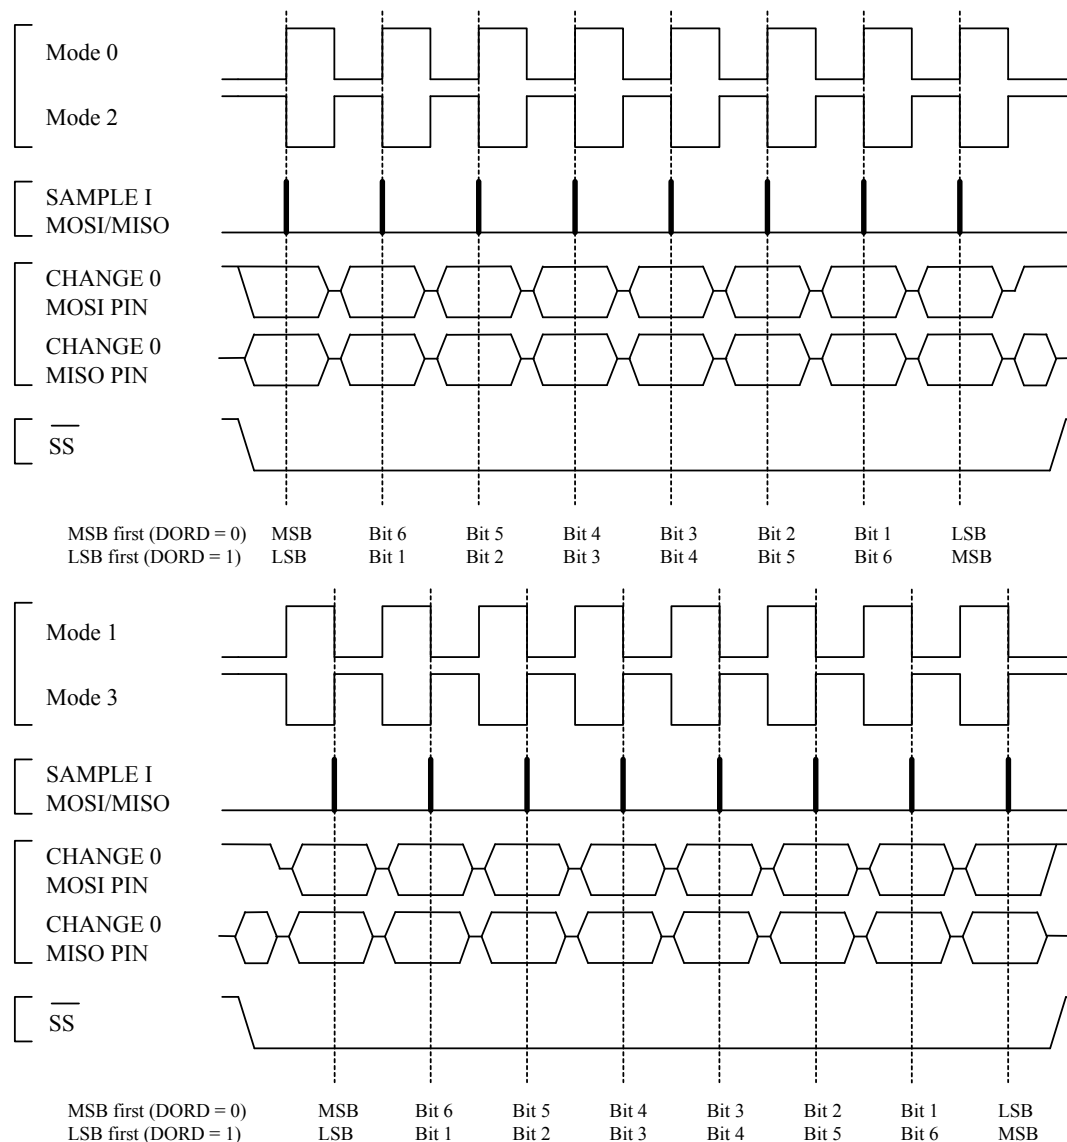 Mode 0
Mode 2
SAMPLE I
MOSI/MISO
CHANGE 0
MOSI PIN
CHANGE 0
MISO PIN
SS
MSB first (DORD = 0) MSB Bit 6 Bit 5 Bit 4 Bit 3 Bit 2 Bit 1 LSB
LSB first (DORD = 1) LSB Bit 1 Bit 2 Bit 3 Bit 4 Bit 5 Bit 6 MSB
Mode 1
Mode 3
SAMPLE I
MOSI/MISO
CHANGE 0
MOSI PIN
CHANGE 0
MISO PIN
SS
MSB first (DORD = 0) MSB Bit 6 Bit 5 Bit 4 Bit 3 Bit 2 Bit 1 LSB
LSB first (DORD = 1) LSB Bit 1 Bit 2 Bit 3 Bit 4 Bit 5 Bit 6 MSB